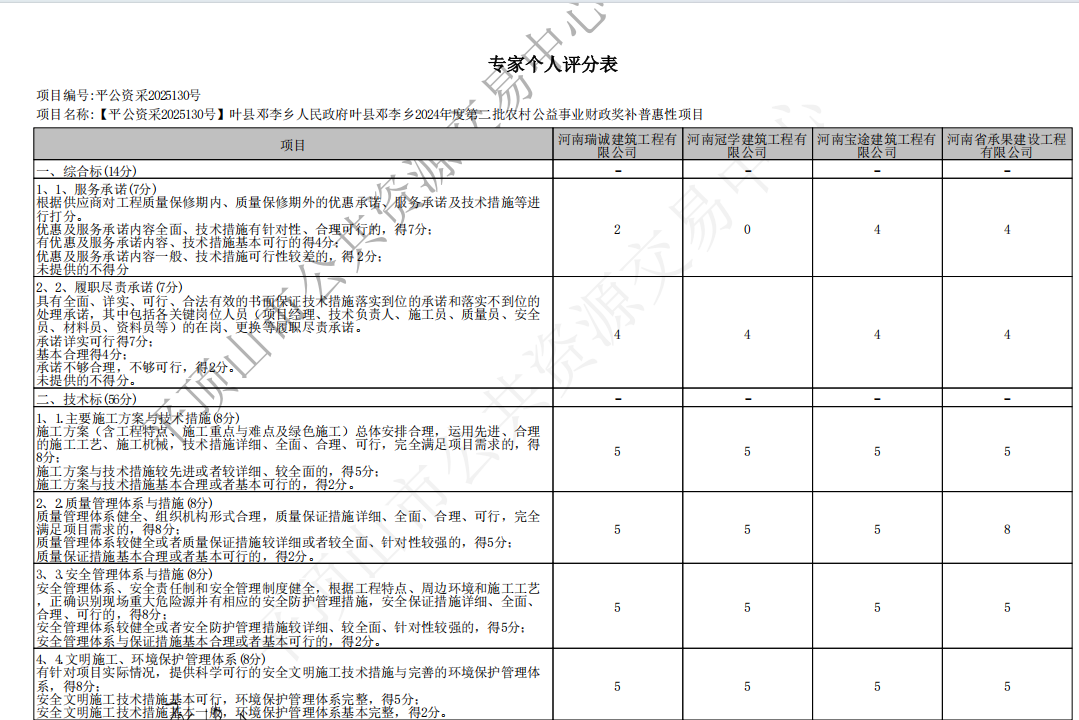 专家个人评分表
项目编号:平公资采2025130号
项目名称:【平公资采2025130号】叶县邓李乡人民政府叶县邓李乡2024年度第二批农村公益事业财政奖补普惠性项目
项目
河南瑞诚建筑工程有
限公司
河南冠学建筑工程有
限公司
河南宝途建筑工程有
限公司
河南省承果建设工程
有限公司
一、综合标(14分)
-
-
-
-
1、1、服务承诺(7分)
根据供应商对工程质量保修期内、质量保修期外的优惠承诺、服务承诺及技术措施等进
行打分。
优惠及服务承诺内容全面、技术措施有针对性、合理可行的，得7分;
有优惠及服务承诺内容、技术措施基本可行的得4分;
优惠及服务承诺内容一般、技术措施可行性较差的，得2分;
未提供的不得分
2
0
4
4
2、2、履职尽责承诺(7分)
具有全面、详实、可行、合法有效的书面保证技术措施落实到位的承诺和落实不到位的
处理承诺，其中包括各关键岗位人员（项目经理、技术负责人、施工员、质量员、安全
员、材料员、资料员等）的在岗、更换等履职尽责承诺。
承诺详实可行得7分;
基本合理得4分;
承诺不够合理，不够可行，得2分。
未提供的不得分。
4
4
4
4
二、技术标(56分)
-
-
-
-
1、1.主要施工方案与技术措施(8分)
施工方案（含工程特点、施工重点与难点及绿色施工）总体安排合理，运用先进、合理
的施工工艺、施工机械，技术措施详细、全面、合理、可行，完全满足项目需求的，得
8分;
施工方案与技术措施较先进或者较详细、较全面的，得5分;
施工方案与技术措施基本合理或者基本可行的，得2分。
5
5
5
5
2、2.质量管理体系与措施(8分)
质量管理体系健全、组织机构形式合理，质量保证措施详细、全面、合理、可行，完全
满足项目需求的，得8分;
质量管理体系较健全或者质量保证措施较详细或者较全面、针对性较强的，得5分;
质量保证措施基本合理或者基本可行的，得2分。
5
5
5
8
3、3.安全管理体系与措施(8分)
安全管理体系、安全责任制和安全管理制度健全，根据工程特点、周边环境和施工工艺
，正确识别现场重大危险源并有相应的安全防护管理措施，安全保证措施详细、全面、
合理、可行的，得8分;
安全管理体系较健全或者安全防护管理措施较详细、较全面、针对性较强的，得5分;
安全管理体系与保证措施基本合理或者基本可行的，得2分。
5
5
5
5
4、4.文明施工、环境保护管理体系(8分)
有针对项目实际情况，提供科学可行的安全文明施工技术措施与完善的环境保护管理体
系，得8分;
安全文明施工技术措施基本可行，环境保护管理体系完整，得5分;
安全文明施工技术措施基本一般，环境保护管理体系基本完整，得2分。
5
5
5
5
平顶山市公共资源交易中心
平顶山市公共资源交易中心